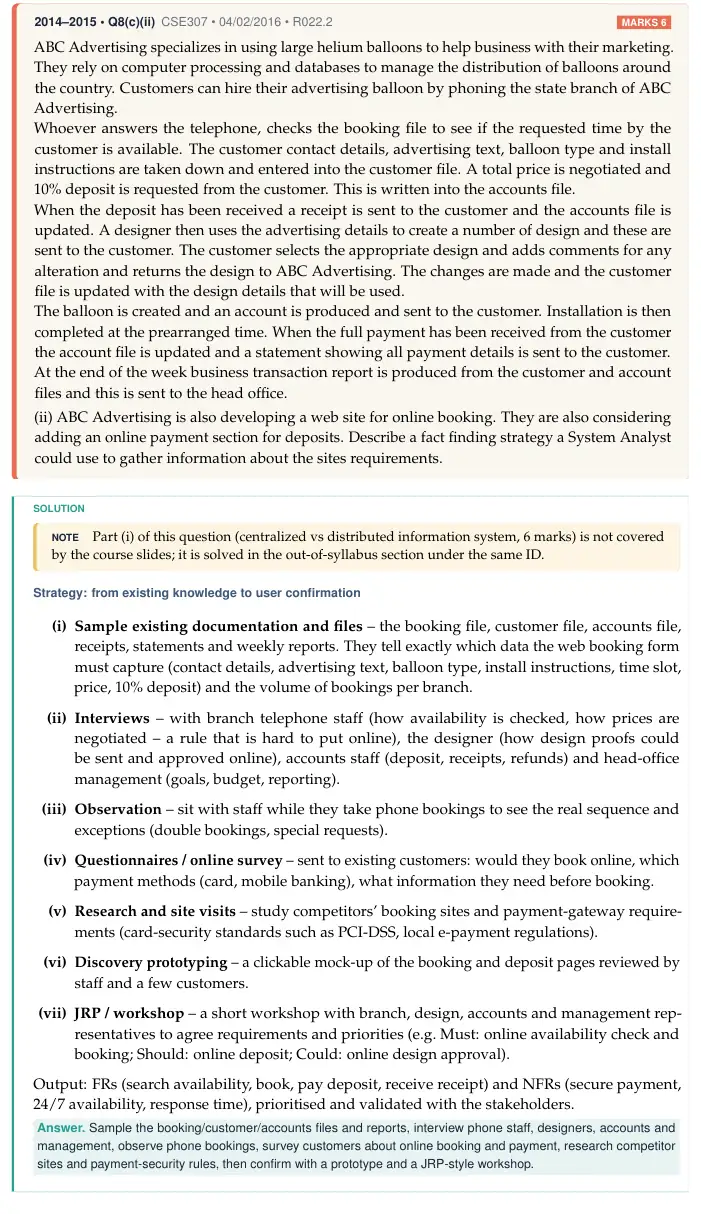 2014–2015 • Q8(c)(ii) CSE307 • 04/02/2016 • R022.2 MARKS 6
ABC Advertising specializes in using large helium balloons to help business with their marketing.
They rely on computer processing and databases to manage the distribution of balloons around
the country. Customers can hire their advertising balloon by phoning the state branch of ABC
Advertising.
Whoever answers the telephone, checks the booking file to see if the requested time by the
customer is available. The customer contact details, advertising text, balloon type and install
instructions are taken down and entered into the customer file. A total price is negotiated and
10% deposit is requested from the customer. This is written into the accounts file.
When the deposit has been received a receipt is sent to the customer and the accounts file is
updated. A designer then uses the advertising details to create a number of design and these are
sent to the customer. The customer selects the appropriate design and adds comments for any
alteration and returns the design to ABC Advertising. The changes are made and the customer
file is updated with the design details that will be used.
The balloon is created and an account is produced and sent to the customer. Installation is then
completed at the prearranged time. When the full payment has been received from the customer
the account file is updated and a statement showing all payment details is sent to the customer.
At the end of the week business transaction report is produced from the customer and account
files and this is sent to the head office.
(ii) ABC Advertising is also developing a web site for online booking. They are also considering
adding an online payment section for deposits. Describe a fact finding strategy a System Analyst
could use to gather information about the sites requirements.
SOLUTION
NOTE Part (i) of this question (centralized vs distributed information system, 6 marks) is not covered
by the course slides; it is solved in the out-of-syllabus section under the same ID.
Strategy: from existing knowledge to user confirmation
(i) Sample existing documentation and files – the booking file, customer file, accounts file,
receipts, statements and weekly reports. They tell exactly which data the web booking form
must capture (contact details, advertising text, balloon type, install instructions, time slot,
price, 10% deposit) and the volume of bookings per branch.
(ii) Interviews – with branch telephone staff (how availability is checked, how prices are
negotiated – a rule that is hard to put online), the designer (how design proofs could
be sent and approved online), accounts staff (deposit, receipts, refunds) and head-office
management (goals, budget, reporting).
(iii) Observation – sit with staff while they take phone bookings to see the real sequence and
exceptions (double bookings, special requests).
(iv) Questionnaires / online survey – sent to existing customers: would they book online, which
payment methods (card, mobile banking), what information they need before booking.
(v) Research and site visits – study competitors' booking sites and payment-gateway require-
ments (card-security standards such as PCI-DSS, local e-payment regulations).
(vi) Discovery prototyping – a clickable mock-up of the booking and deposit pages reviewed by
staff and a few customers.
(vii) JRP / workshop – a short workshop with branch, design, accounts and management rep-
resentatives to agree requirements and priorities (e.g. Must: online availability check and
booking; Should: online deposit; Could: online design approval).
Output: FRs (search availability, book, pay deposit, receive receipt) and NFRs (secure payment,
24/7 availability, response time), prioritised and validated with the stakeholders.
Answer. Sample the booking/customer/accounts files and reports, interview phone staff, designers, accounts and
management, observe phone bookings, survey customers about online booking and payment, research competitor
sites and payment-security rules, then confirm with a prototype and a JRP-style workshop.